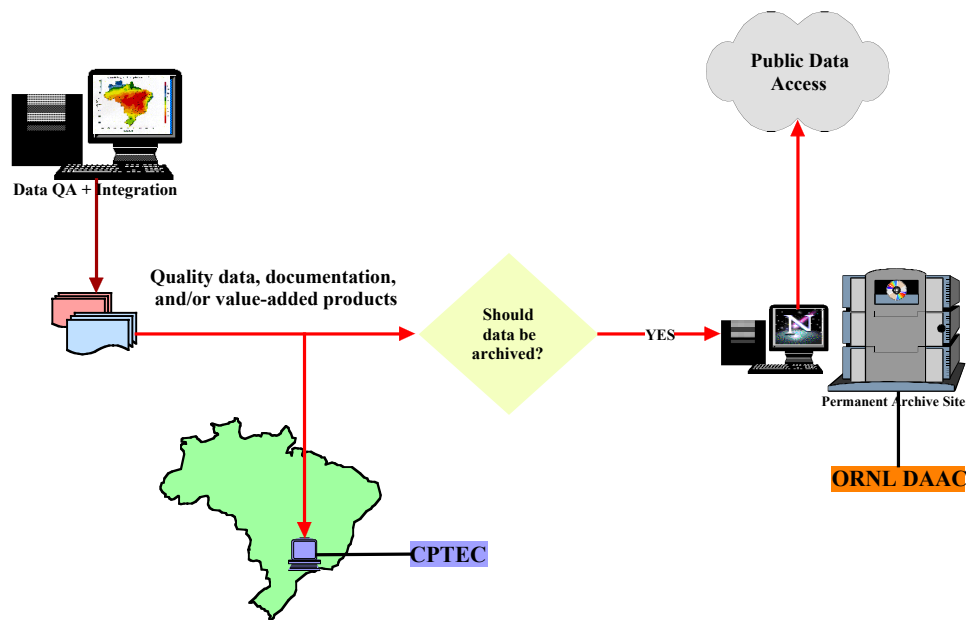 Public Data
Access
Data QA + Integration
Quality data, documentation,
and/or value-added products
Should
data be
archived?
YES
Permanent Archive Site
ORNL DAAC
CPTEC